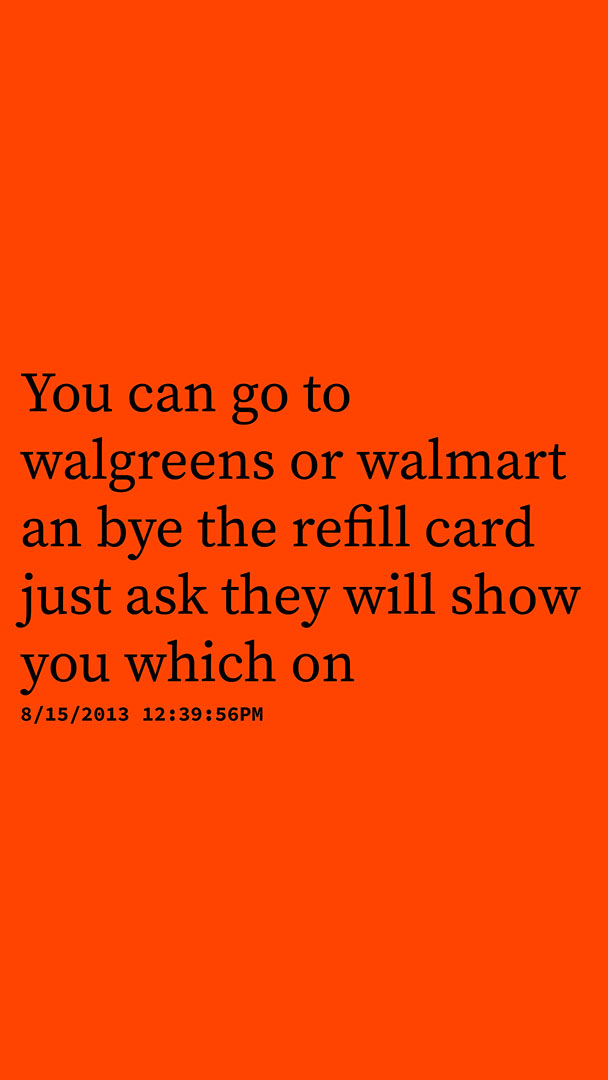 You can go to
walgreens or walmart
an bye the refill card
just ask they will show
you which on
8/15/2013 12:39:56PM